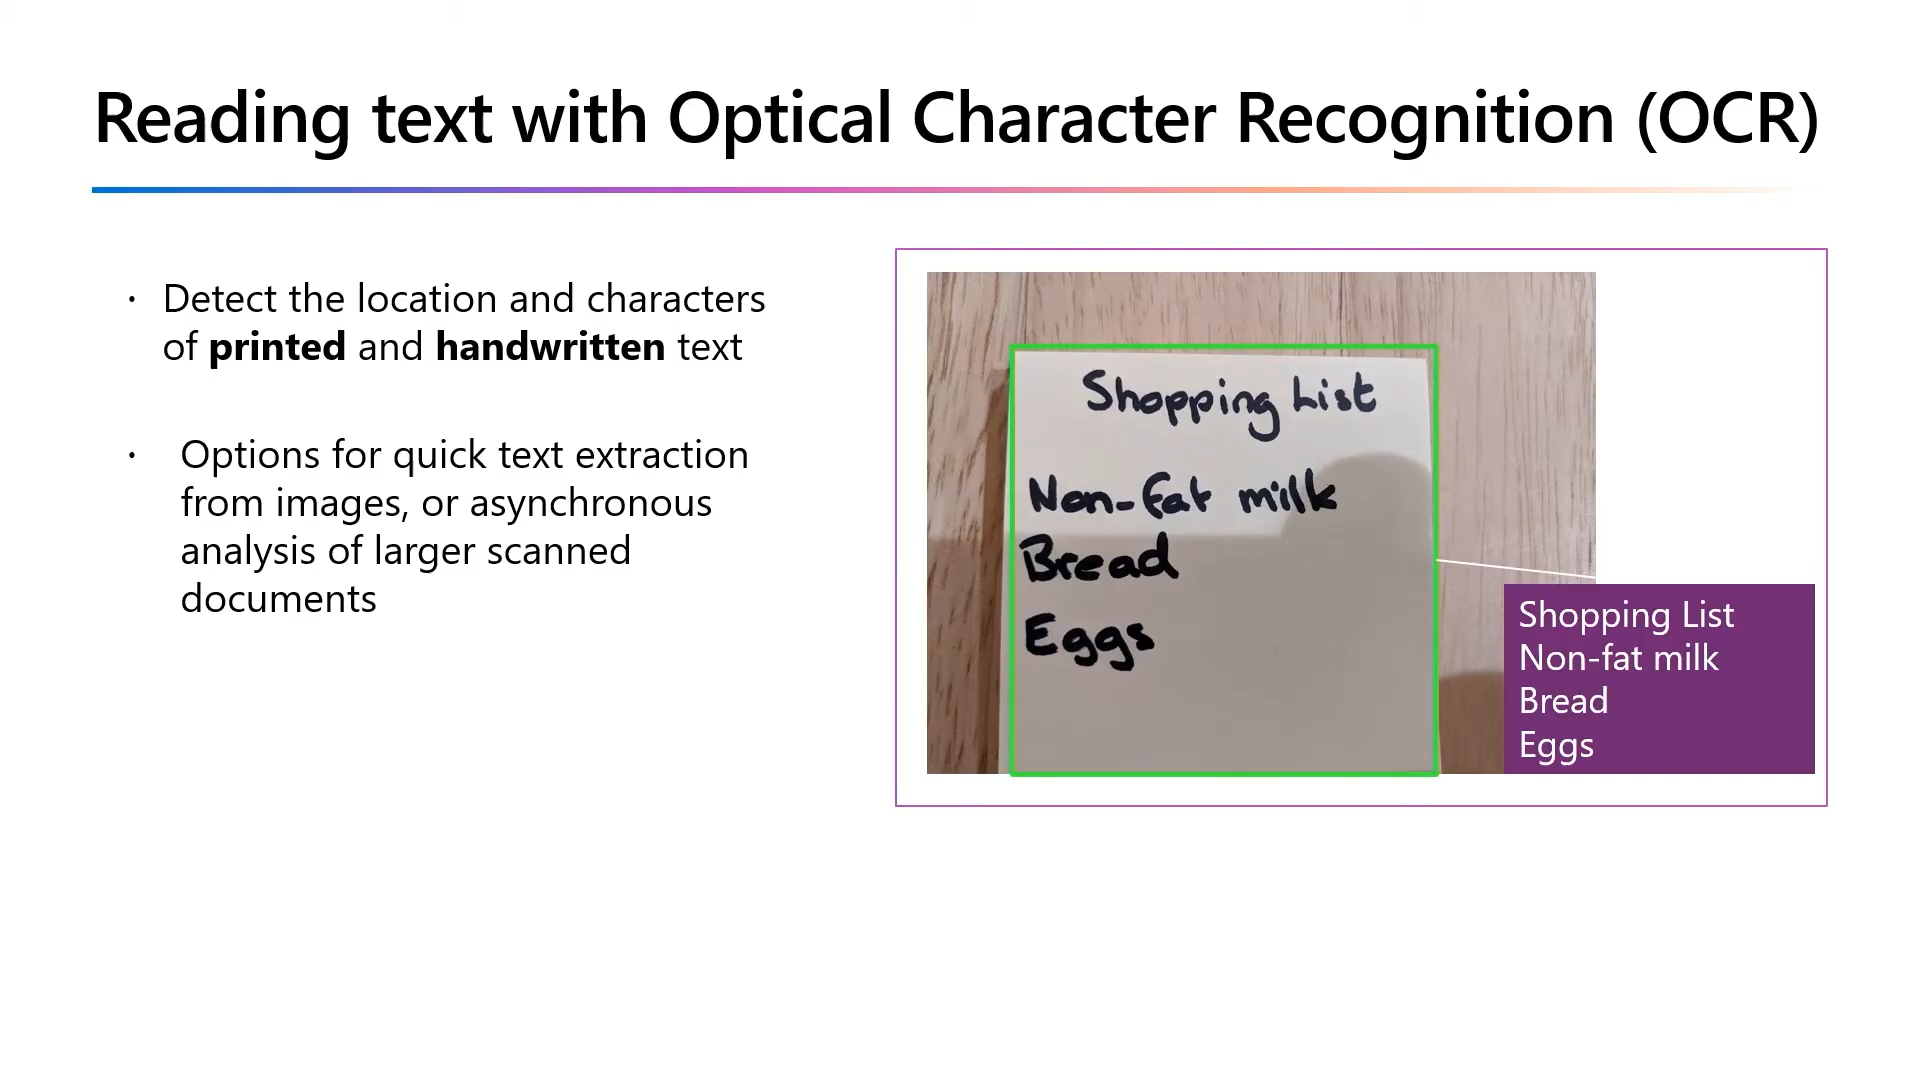 Reading text with Optical Character Recognition (OCR)
· Detect the location and characters
of printed and handwritten text
· Options for quick text extraction
from images, or asynchronous
analysis of larger scanned
documents
Shopping List
Non-fat milk
Bread
Eggs
Shopping List
Non-fat milk
Bread
Eggs